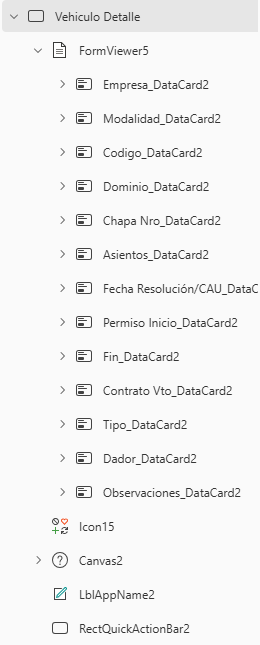 Vehiculo Detalle
FormViewer5
Empresa_DataCard2
Modalidad_DataCard2
Codigo_DataCard2
Dominio_DataCard2
Chapa Nro_DataCard2
Asientos_DataCard2
Fecha Resolución/CAU_DataC
Permiso Inicio_DataCard2
Fin_DataCard2
Contrato Vto_DataCard2
Tipo_DataCard2
Dador_DataCard2
Observaciones_DataCard2
Icon15
Canvas2
LblAppName2
RectQuickActionBar2